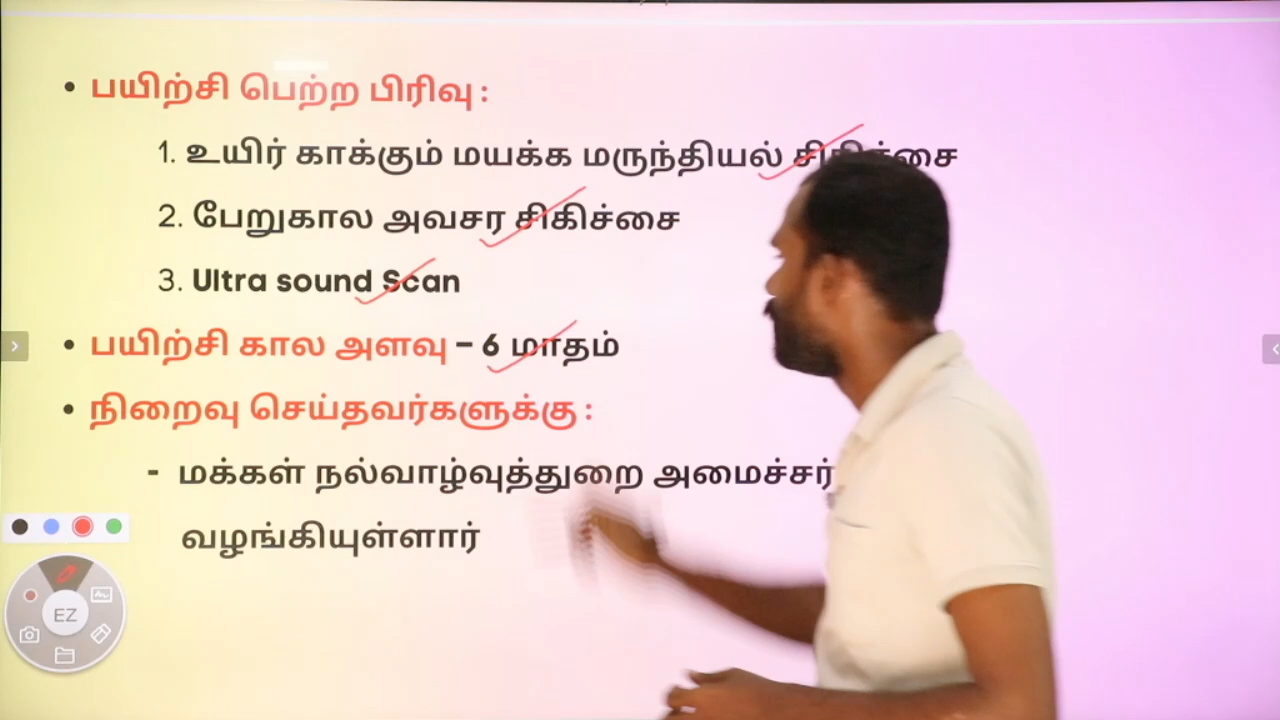 • பயிற்சி பெற்ற பிரிவு :
1. உயிர் காக்கும் மயக்க மருந்தியல் சிகிச்சை
2. பேறுகால அவசர சிகிச்சை
3. Ultra sound Scan
• பயிற்சி கால அளவு – 6 மாதம்
• நிறைவு செய்தவர்களுக்கு :
- மக்கள் நல்வாழ்வுத்துறை அமைச்சர்
வழங்கியுள்ளார்
EZ